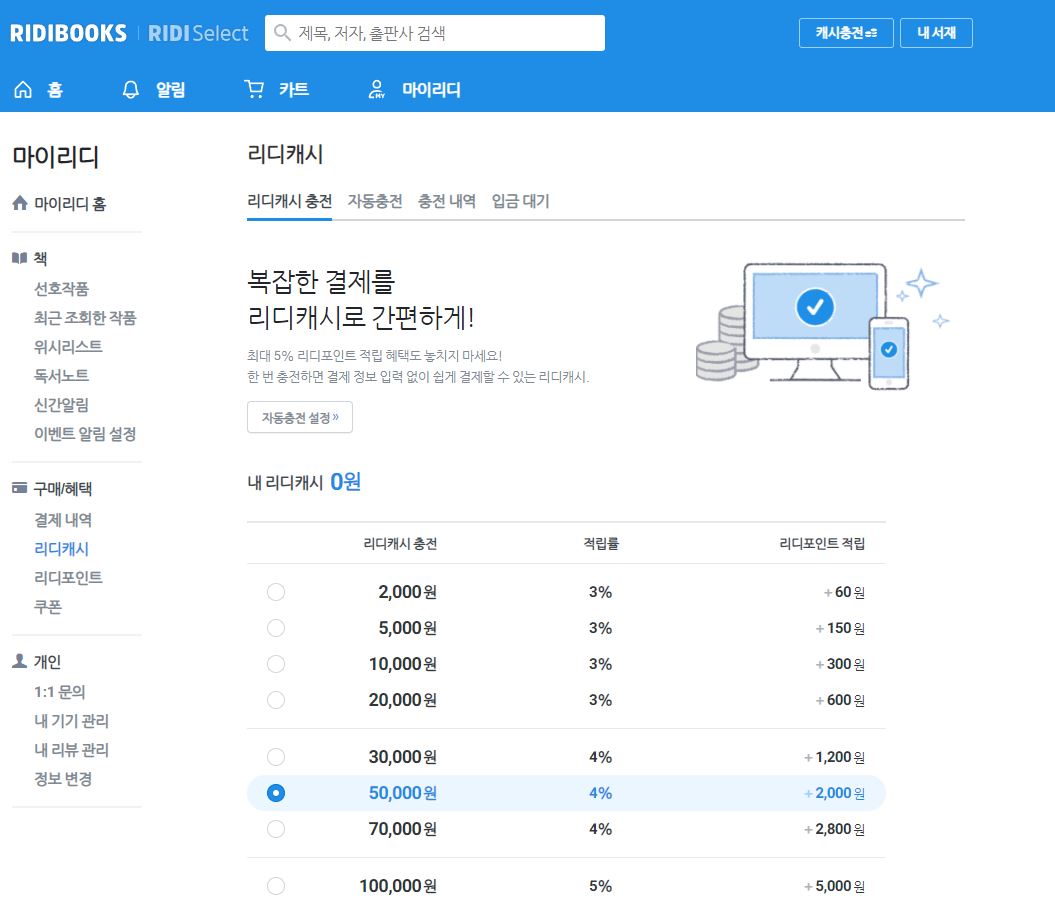 RIDIBOOKS RIDI Select 제목, 저자, 출판사 검색 캐시충전 내 서재
홈 알림 카트 MY 마이리디
마이리디
마이리디 홈
책
선호작품
최근 조회한 작품
위시리스트
독서노트
신간알림
이벤트 알림 설정
구매/혜택
결제 내역
리디캐시
리디포인트
쿠폰
개인
1:1 문의
내 기기 관리
내 리뷰 관리
정보 변경
리디캐시
리디캐시 충전 자동충전 충전 내역 입금 대기
복잡한 결제를
리디캐시로 간편하게!
최대 5% 리디포인트 적립 혜택도 놓치지 마세요!
한 번 충전하면 결제 정보 입력 없이 쉽게 결제할 수 있는 리디캐시.
자동충전 설정 »
내 리디캐시 0원
리디캐시 충전 적립률 리디포인트 적립
2,000원 3% + 60원
5,000원 3% + 150원
10,000원 3% + 300원
20,000원 3% + 600원
30,000원 4% + 1,200원
50,000원 4% + 2,000원
70,000원 4% + 2,800원
100,000원 5% + 5,000원